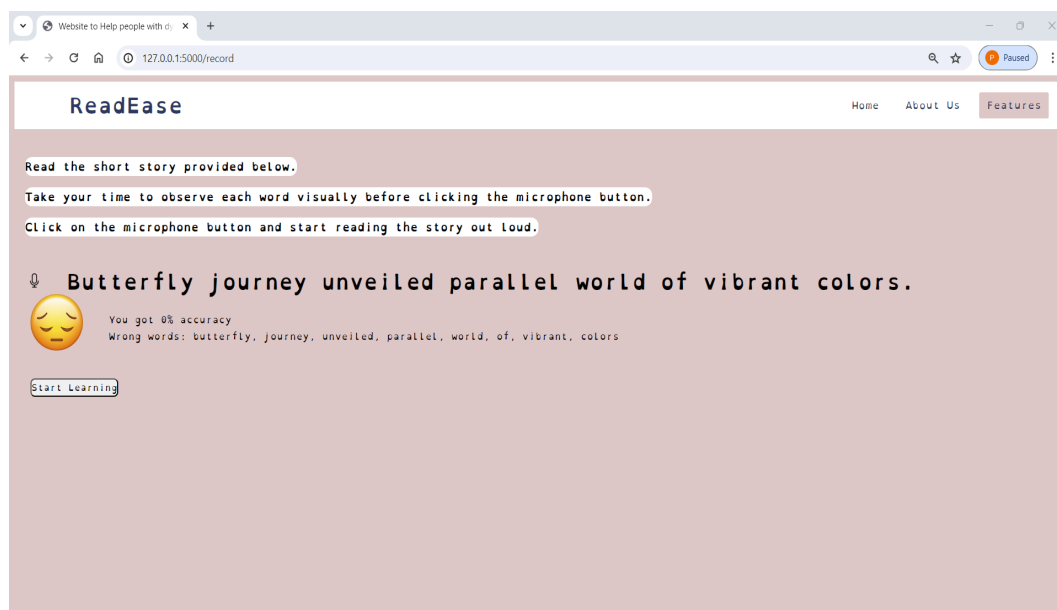 Website to Help people with dy
127.0.0.1:5000/record
P Paused
ReadEase
Home About Us Features
Read the short story provided below.
Take your time to observe each word visually before clicking the microphone button.
Click on the microphone button and start reading the story out loud.
Butterfly journey unveiled parallel world of vibrant colors.
You got 0% accuracy
Wrong words: butterfly, journey, unveiled, parallel, world, of, vibrant, colors
Start Learning